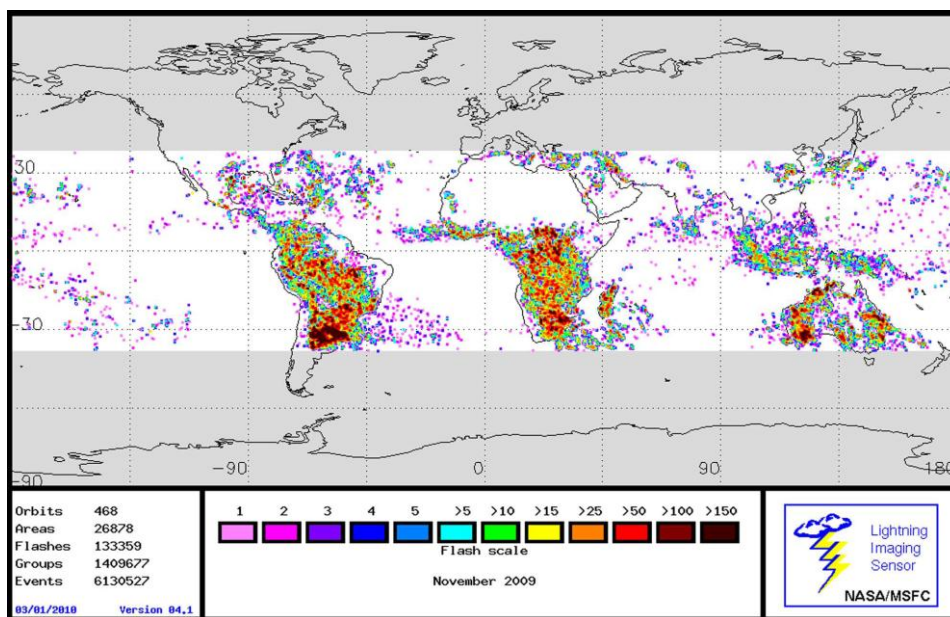 30
-30
-90
-90 0 90 180
Orbits 468
Areas 26878
Flashes 133359
Groups 1409677
Events 6130527
03/01/2010 Version 04.1
1 2 3 4 5 >5 >10 >15 >25 >50 >100 >150
Flash scale
November 2009
Lightning
Imaging
Sensor
NASA/MSFC